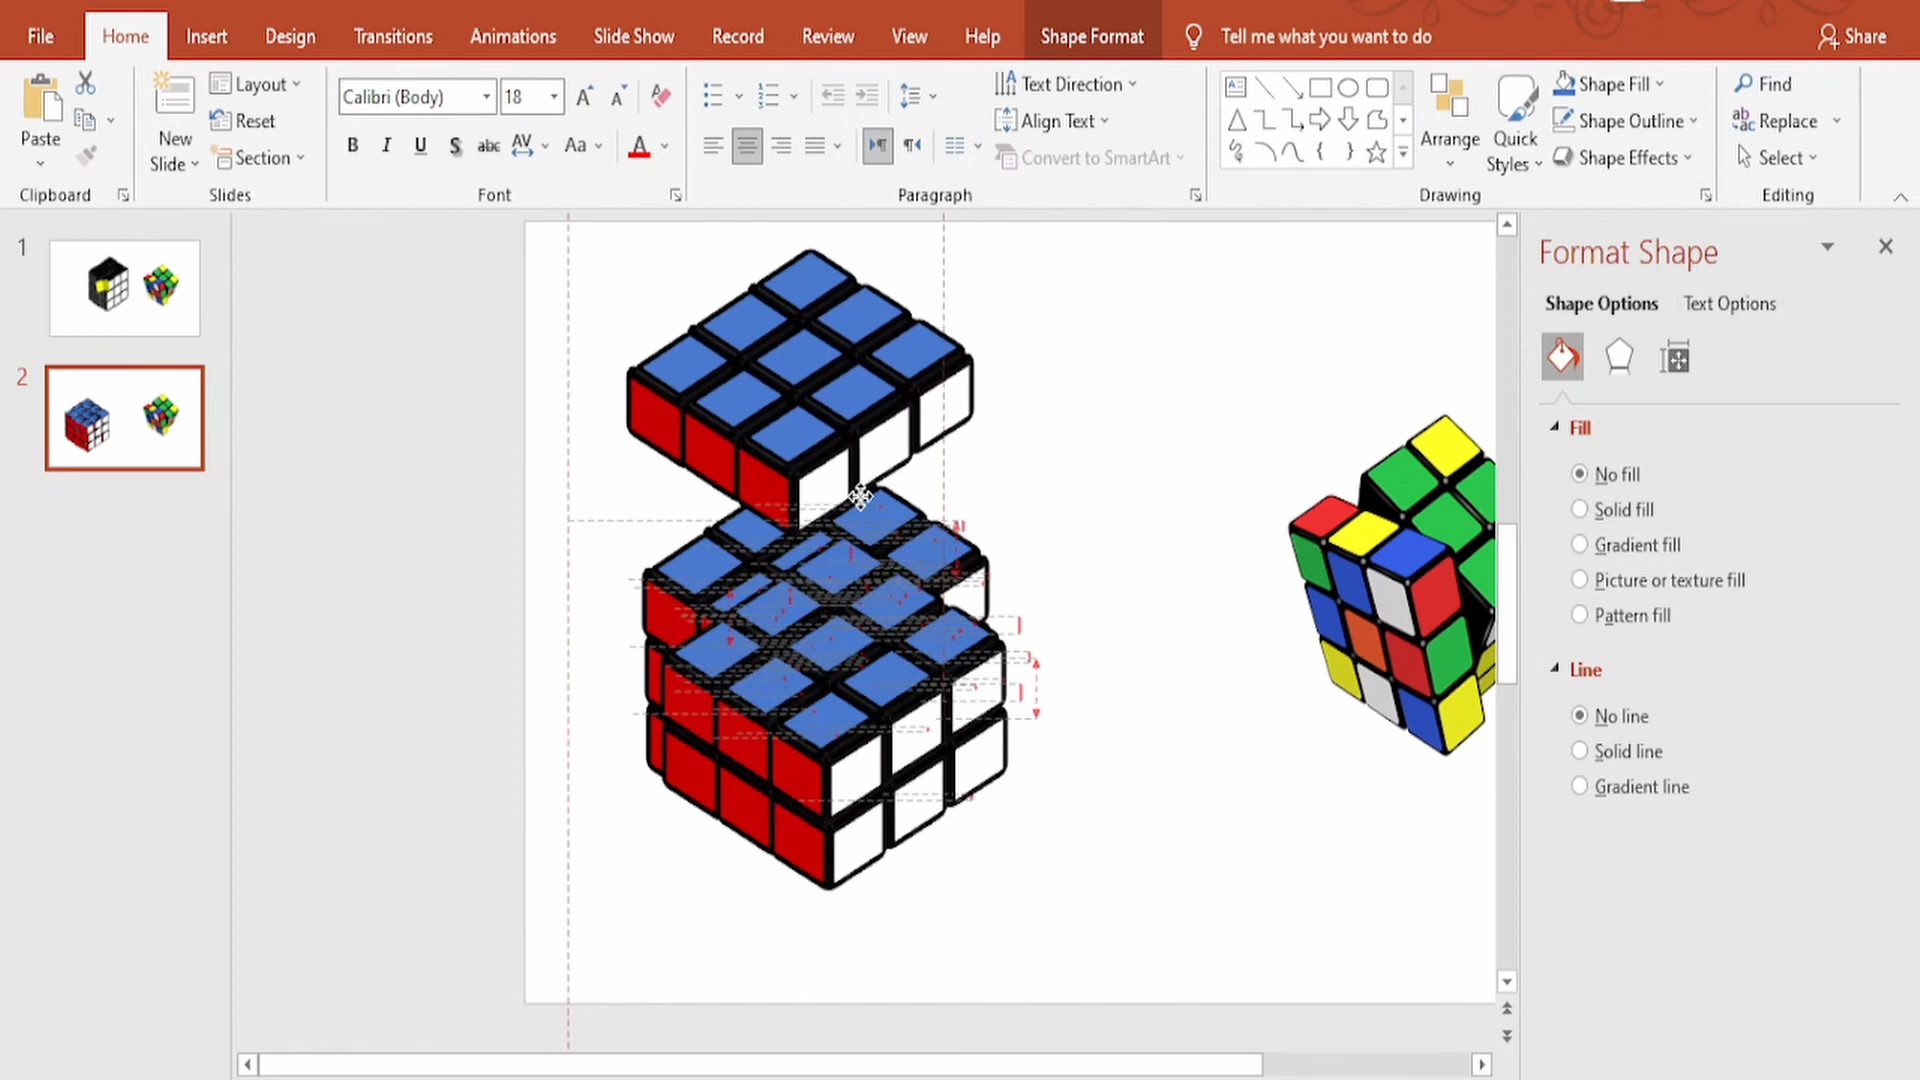 File Home Insert Design Transitions Animations Slide Show Record Review View Help Shape Format Tell me what you want to do Share
Paste
Clipboard
New
Slide
Layout
Reset
Section
Slides
Calibri (Body) 18
B I U S abc AV Aa A
Font
Text Direction
Align Text
Convert to SmartArt
Paragraph
Arrange
Quick
Styles
Shape Fill
Shape Outline
Shape Effects
Drawing
Find
Replace
Select
Editing
1
2
Format Shape
Shape Options Text Options
Fill
No fill
Solid fill
Gradient fill
Picture or texture fill
Pattern fill
Line
No line
Solid line
Gradient line